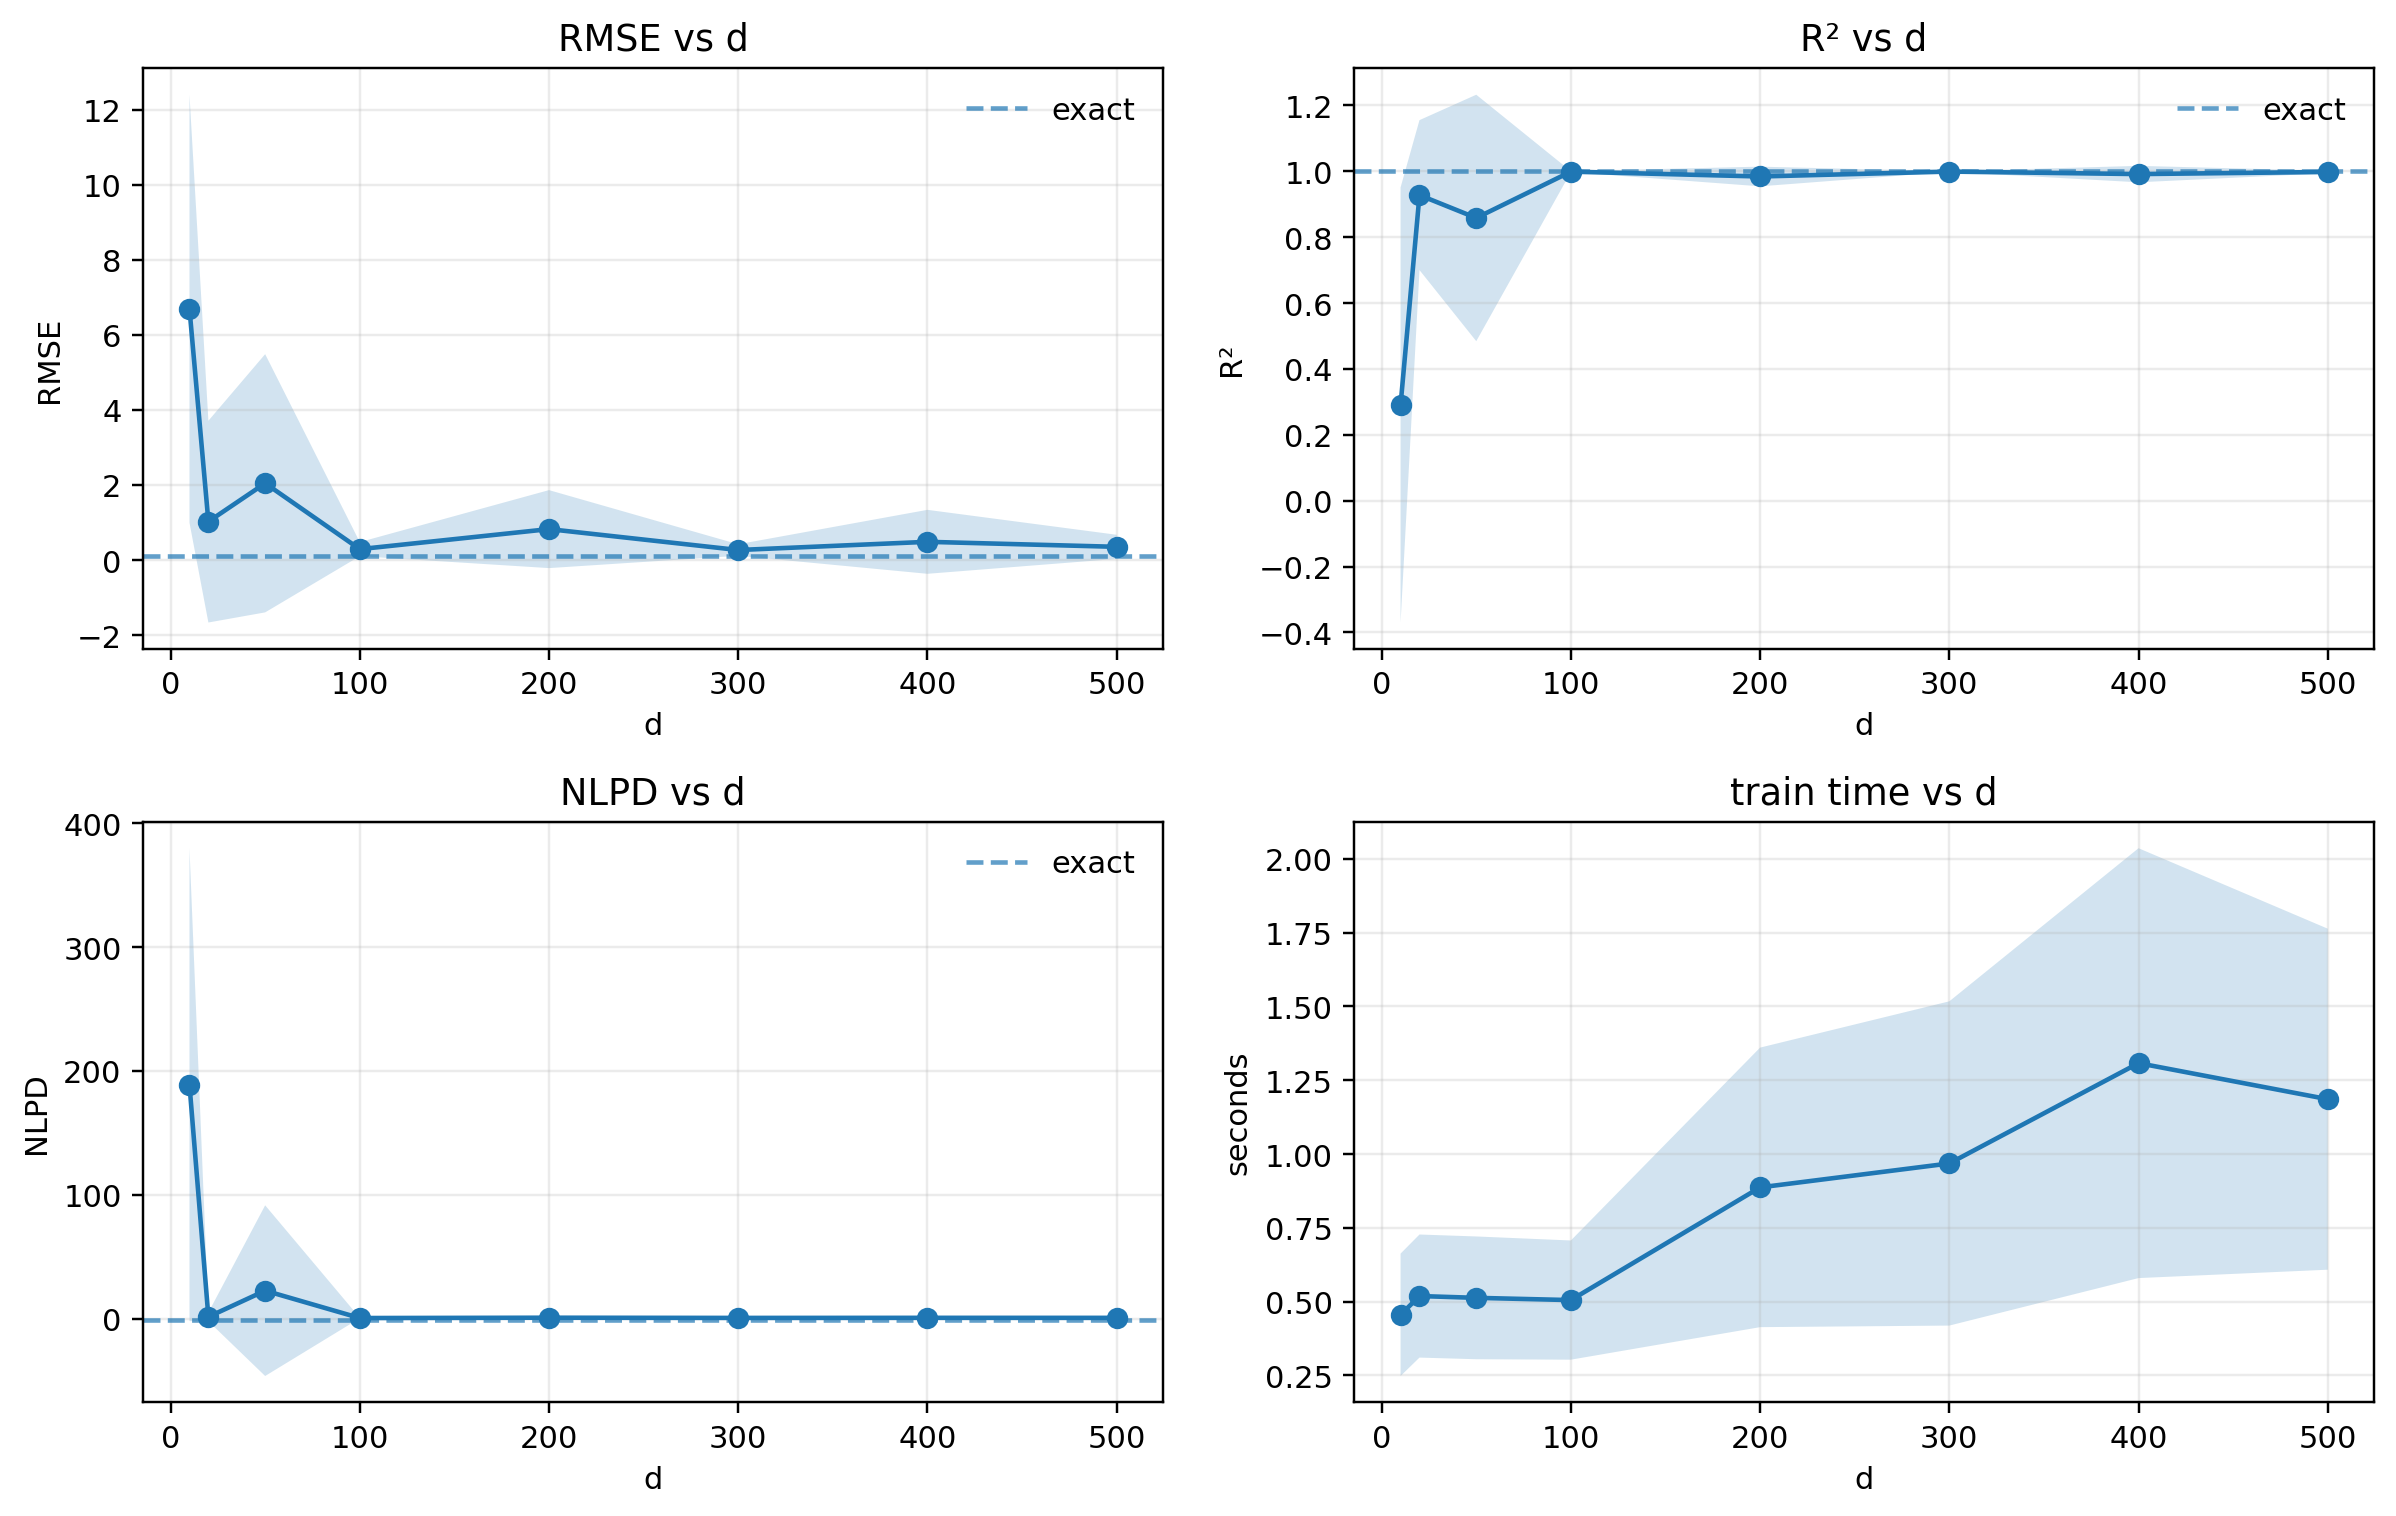 RMSE vs d
12
10
8
6
4
2
0
−2
RMSE
exact
0 100 200 300 400 500
d
R² vs d
1.2
1.0
0.8
0.6
0.4
0.2
0.0
−0.2
−0.4
R²
exact
0 100 200 300 400 500
d
NLPD vs d
400
300
200
100
0
NLPD
exact
0 100 200 300 400 500
d
train time vs d
2.00
1.75
1.50
1.25
1.00
0.75
0.50
0.25
seconds
0 100 200 300 400 500
d